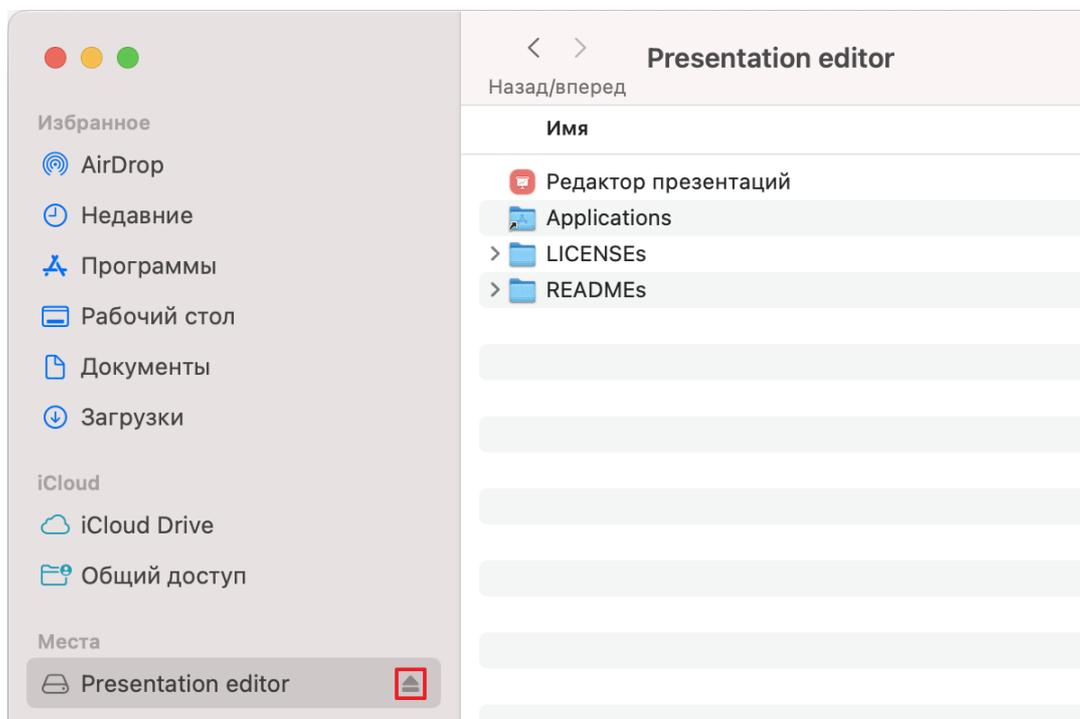 Избранное
AirDrop
Недавние
Программы
Рабочий стол
Документы
Загрузки
iCloud
iCloud Drive
Общий доступ
Места
Presentation editor
Назад/вперед
Presentation editor
Имя
Редактор презентаций
Applications
LICENSEs
READMEs